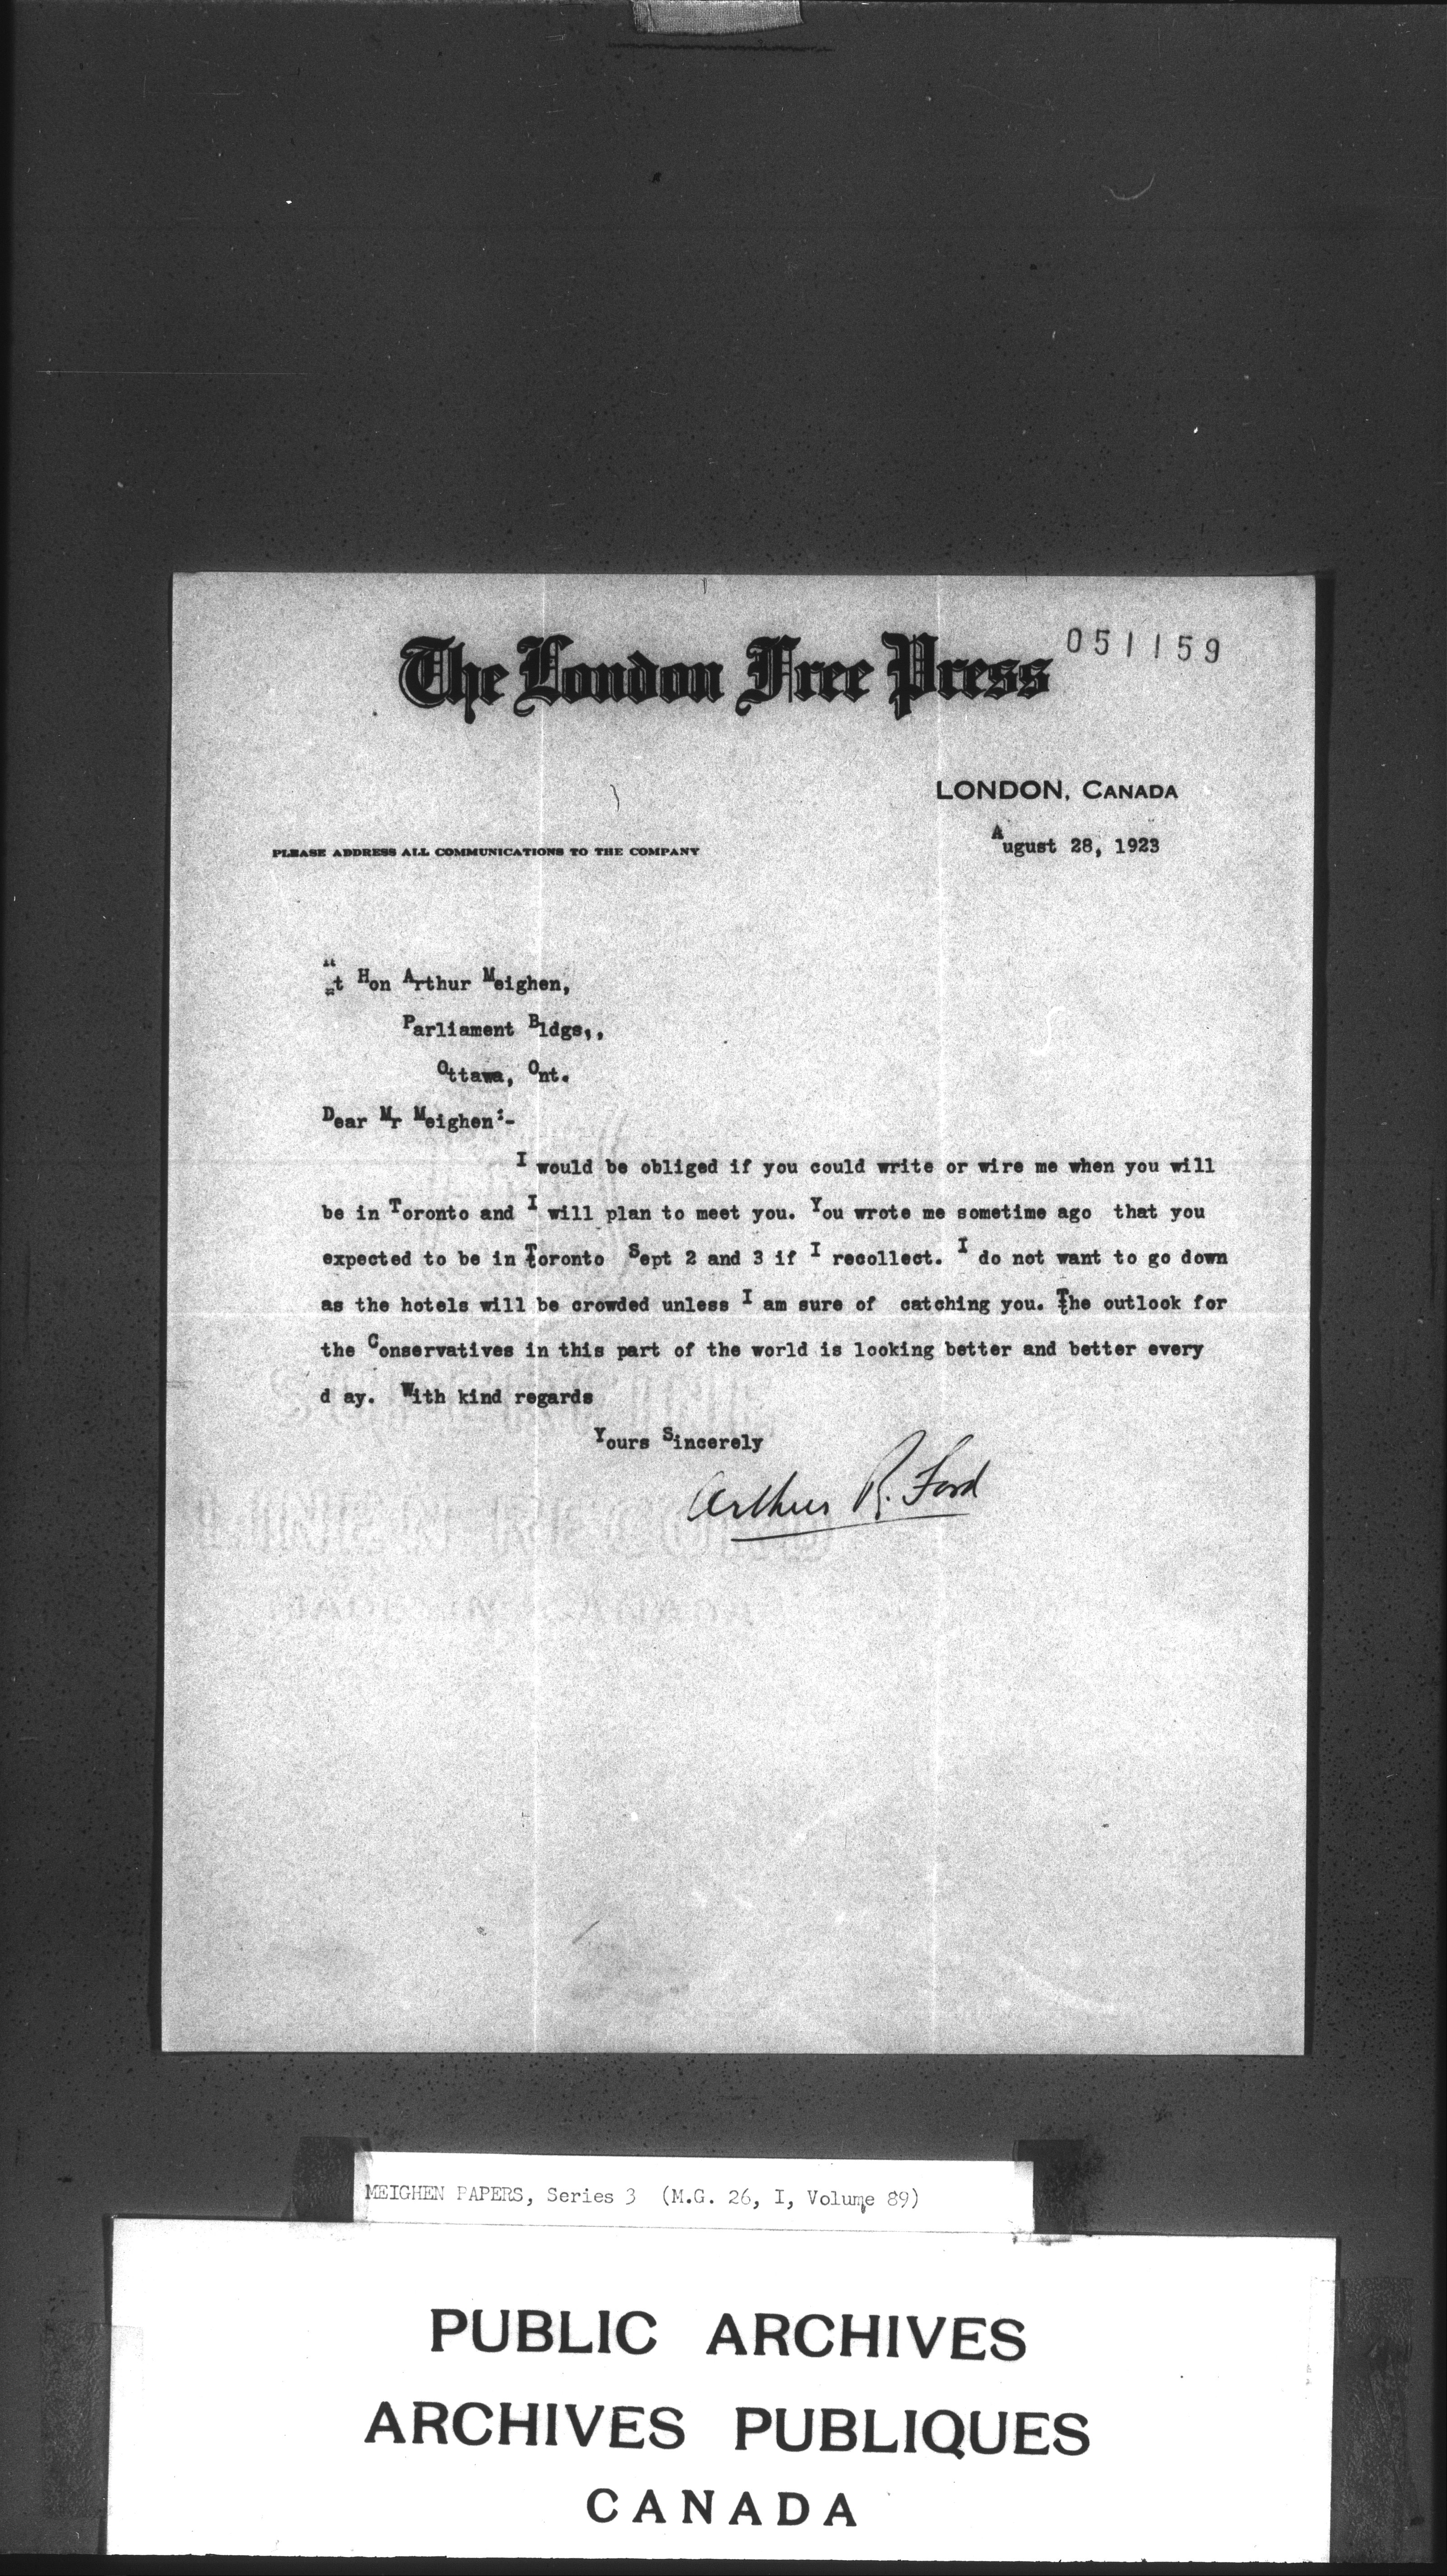 The London Free Press
051159
LONDON, CANADA
August 28, 1923
PLEASE ADDRESS ALL COMMUNICATIONS TO THE COMPANY
Rt Hon Arthur Meighen,
Parliament Bldgs,,
Ottawa, Ont.
Dear Mr Meighen:-
I would be obliged if you could write or wire me when you will
be in Toronto and I will plan to meet you. You wrote me sometime ago that you
expected to be in Toronto Sept 2 and 3 if I recollect. I do not want to go down
as the hotels will be crowded unless I am sure of catching you. The outlook for
the Conservatives in this part of the world is looking better and better every
d ay. With kind regards
Yours Sincerely
Arthur R. Ford
MEIGHEN PAPERS, Series 3 (M.G. 26, I, Volume 89)
PUBLIC ARCHIVES
ARCHIVES PUBLIQUES
CANADA